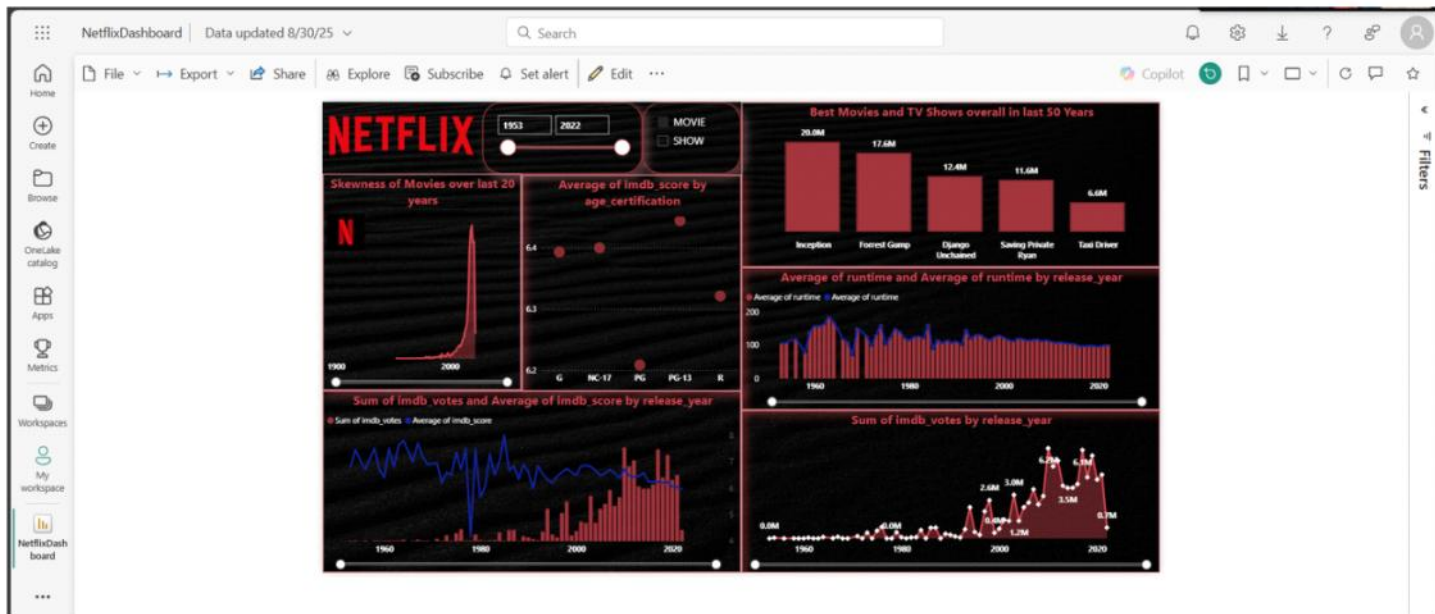 NetflixDashboard
Data updated 8/30/25
Search
File
Export
Share
Explore
Subscribe
Set alert
Edit
Copilot
Home
Create
Browse
OneLake
catalog
Apps
Metrics
Workspaces
My
workspace
NetflixDash
board
Filters
NETFLIX
1953
2022
MOVIE
SHOW
Skewness of Movies over last 20
years
N
1900
2000
Average of imdb_score by
age_certification
6.4
6.3
6.2
G NC-17 PG PG-13 R
Best Movies and TV Shows overall in last 50 Years
20.0M
17.6M
12.4M
11.6M
6.6M
Inception
Forrest Gump
Django
Unchained
Saving Private
Ryan
Taxi Driver
Average of runtime and Average of runtime by release_year
Average of runtime Average of runtime
200
100
0
1960 1980 2000 2020
Sum of imdb_votes and Average of imdb_score by release_year
Sum of imdb_votes Average of imdb_score
1960 1980 2000 2020
Sum of imdb_votes by release_year
0.0M
0.0M
2.6M
3.0M
1.2M
3.5M
0.7M
1960 1980 2000 2020